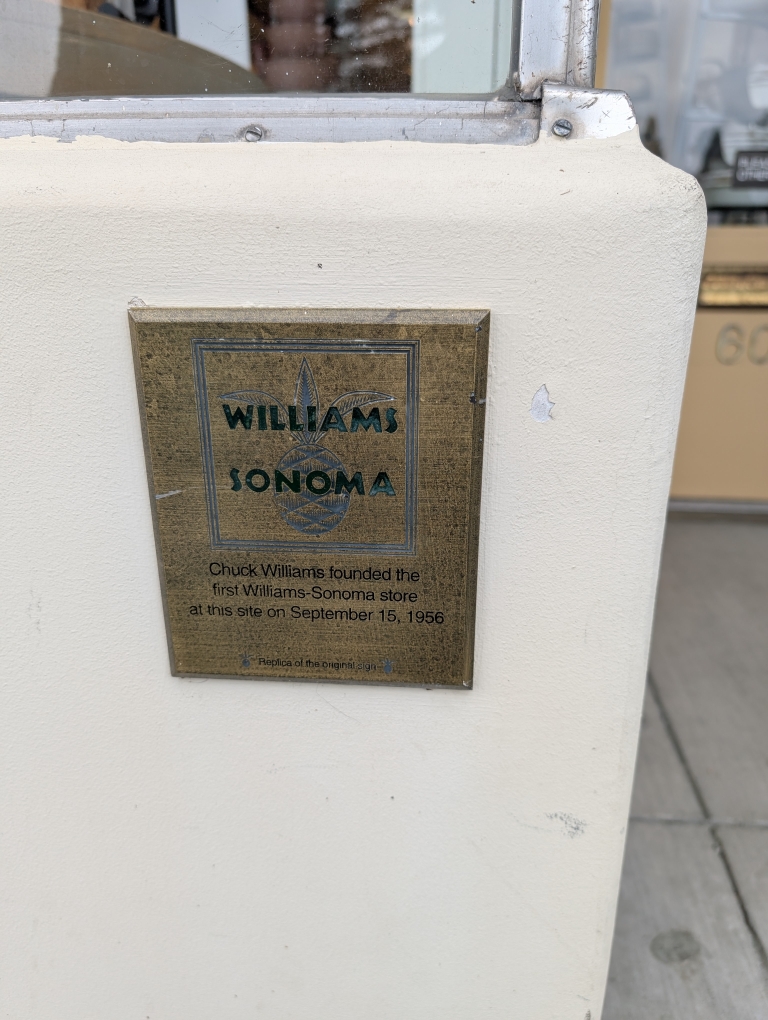 WILLIAMS
SONOMA
Chuck Williams founded the
first Williams-Sonoma store
at this site on September 15, 1956
Replica of the original sign
60